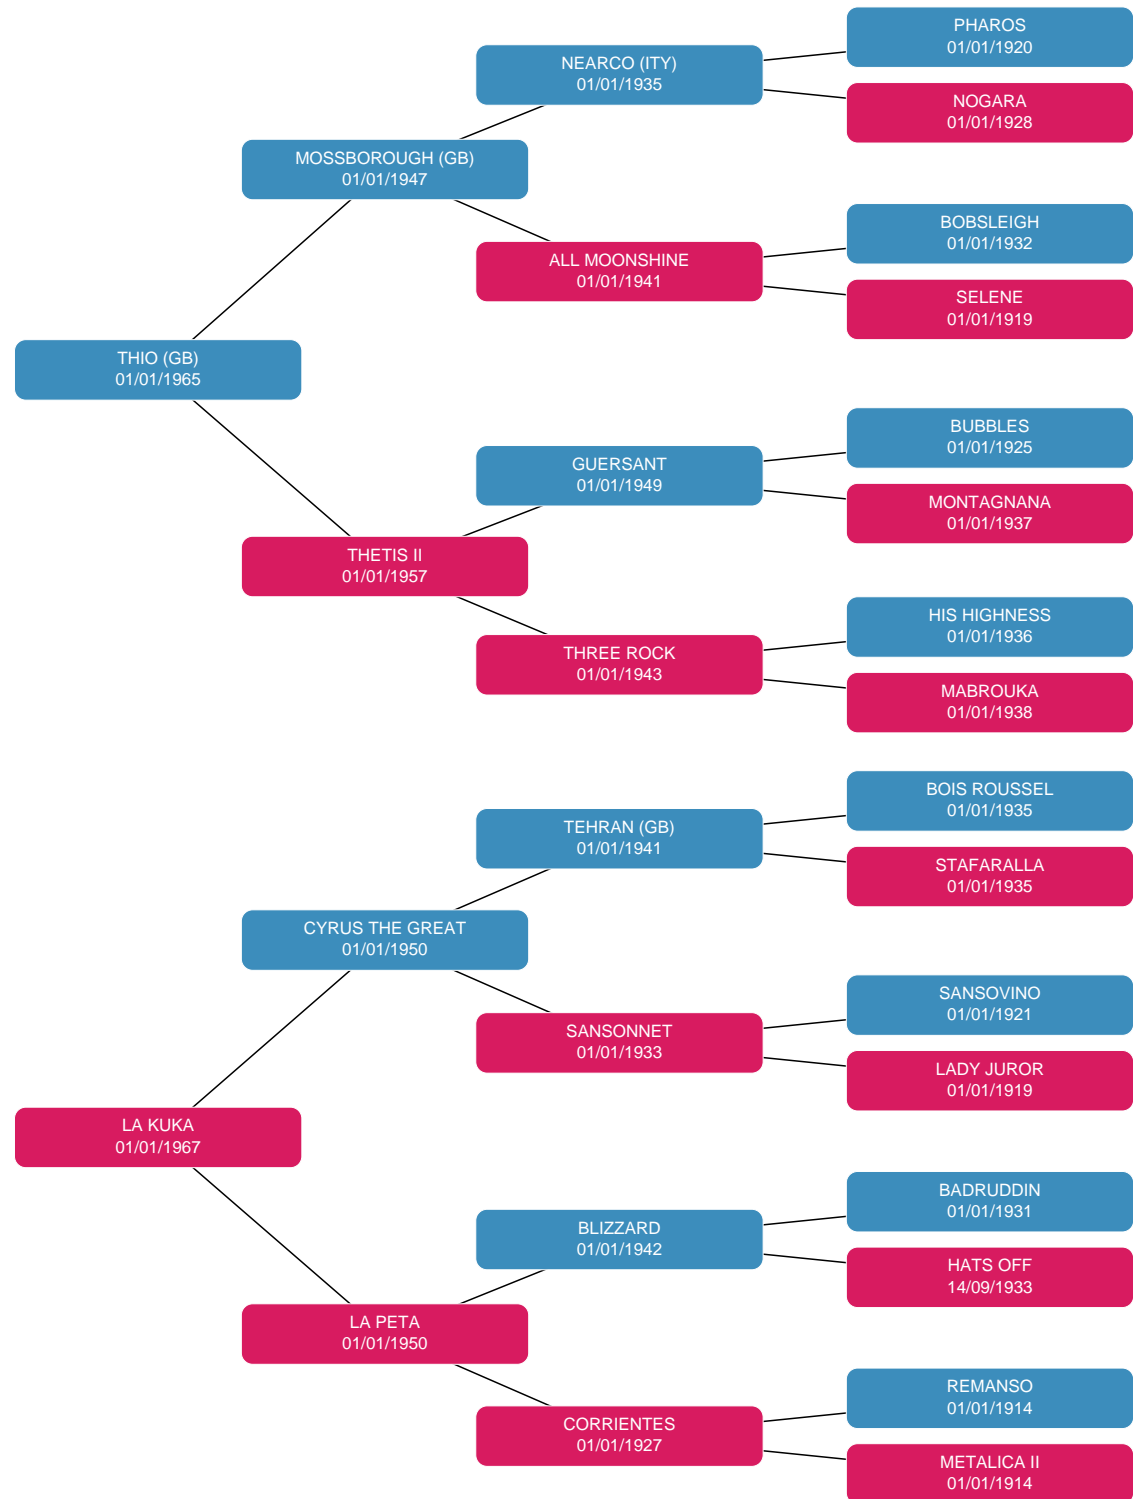 PHAROS
01/01/1920
NEARCO (ITY)
01/01/1935
NOGARA
01/01/1928
MOSSBOROUGH (GB)
01/01/1947
BOBSLEIGH
01/01/1932
ALL MOONSHINE
01/01/1941
SELENE
01/01/1919
THIO (GB)
01/01/1965
BUBBLES
01/01/1925
GUERSANT
01/01/1949
MONTAGNANA
01/01/1937
THETIS II
01/01/1957
HIS HIGHNESS
01/01/1936
THREE ROCK
01/01/1943
MABROUKA
01/01/1938
BOIS ROUSSEL
01/01/1935
TEHRAN (GB)
01/01/1941
STAFARALLA
01/01/1935
CYRUS THE GREAT
01/01/1950
SANSOVINO
01/01/1921
SANSONNET
01/01/1933
LADY JUROR
01/01/1919
LA KUKA
01/01/1967
BADRUDDIN
01/01/1931
BLIZZARD
01/01/1942
HATS OFF
14/09/1933
LA PETA
01/01/1950
REMANSO
01/01/1914
CORRIENTES
01/01/1927
METALICA II
01/01/1914